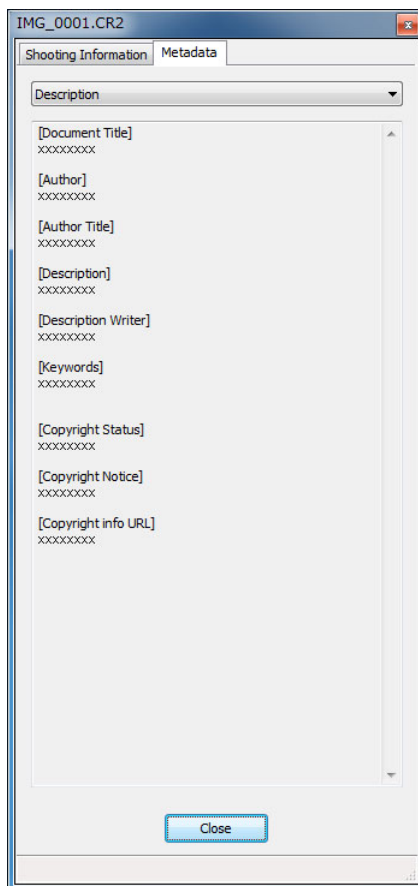 IMG_0001.CR2
Shooting Information Metadata
Description
[Document Title]
xxxxxxxx
[Author]
xxxxxxxx
[Author Title]
xxxxxxxx
[Description]
xxxxxxxx
[Description Writer]
xxxxxxxx
[Keywords]
xxxxxxxx
[Copyright Status]
xxxxxxxx
[Copyright Notice]
xxxxxxxx
[Copyright info URL]
xxxxxxxx
Close